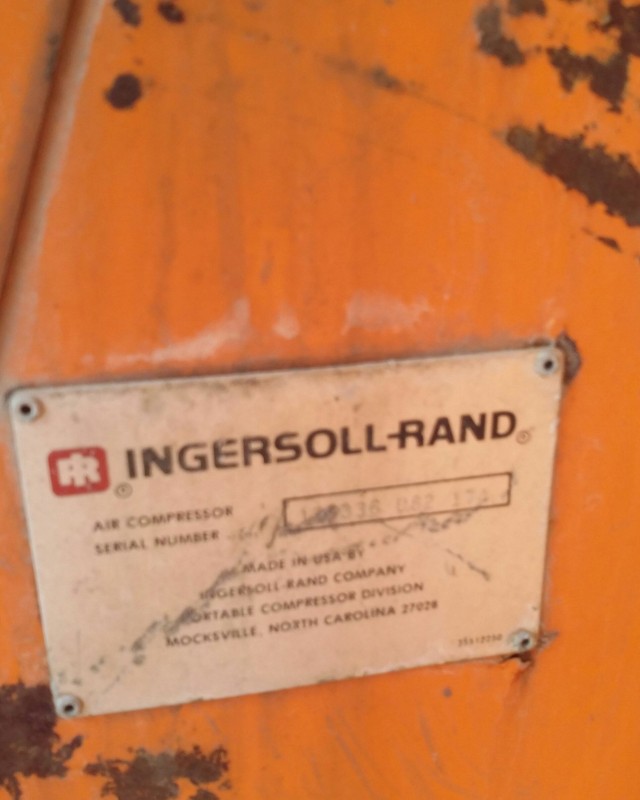 IR INGERSOLL-RAND®
®
AIR COMPRESSOR
SERIAL NUMBER
MADE IN USA BY
INGERSOLL-RAND COMPANY
PORTABLE COMPRESSOR DIVISION
MOCKSVILLE, NORTH CAROLINA 27028